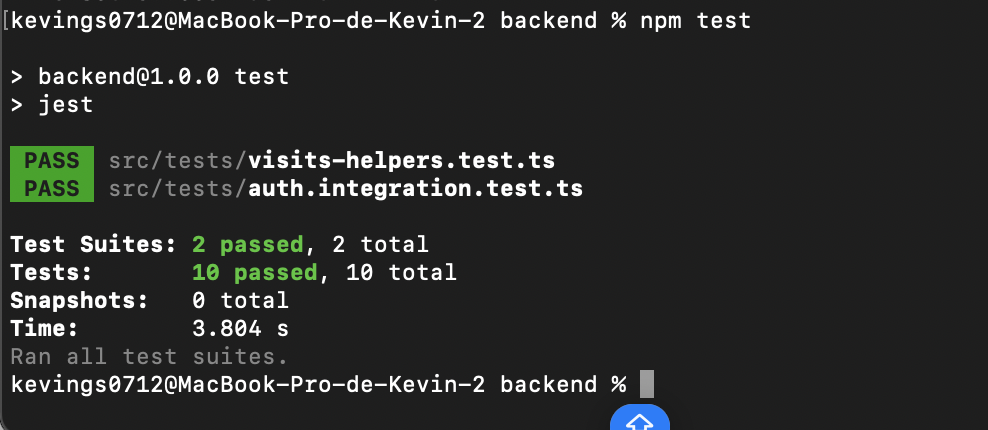 [kevings0712@MacBook-Pro-de-Kevin-2 backend % npm test
> backend@1.0.0 test
> jest
PASS src/tests/visits-helpers.test.ts
PASS src/tests/auth.integration.test.ts
Test Suites: 2 passed, 2 total
Tests: 10 passed, 10 total
Snapshots: 0 total
Time: 3.804 s
Ran all test suites.
kevings0712@MacBook-Pro-de-Kevin-2 backend %